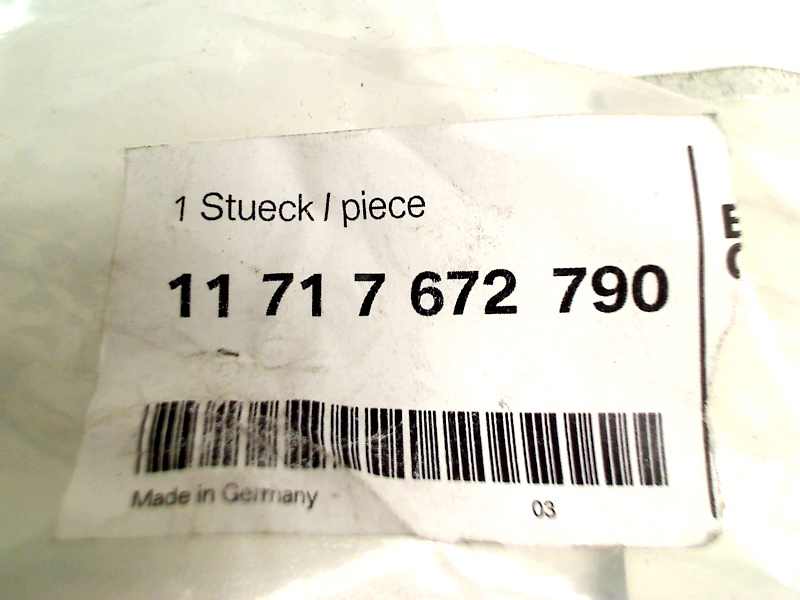 1 Stueck / piece
11 71 7 672 790
Made in Germany
03